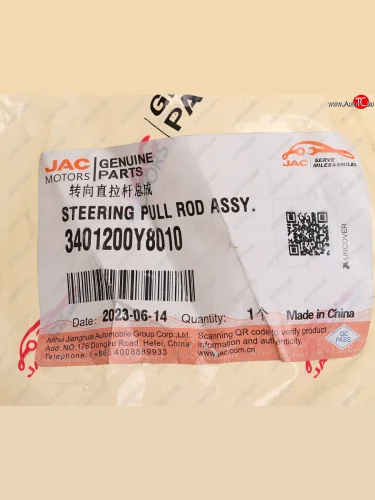 JAC MOTORS
GENUINE PARTS
JAC
SERVE MILES&SMILES
转向直拉杆总成
STEERING PULL ROD ASSY.
3401200Y8010
UNCOVER
Date: 2023-06-14 Quantity: 1个 Made in China
Anhui Jianghuai Automobile Group Corp.,Ltd.
Add: NO.176 Dongliu Road, Hefei, China
Telephone: (+86) 4008889933
Scanning QR code to verify product
information and authenticity.
www.jac.com.cn
QC
PASS